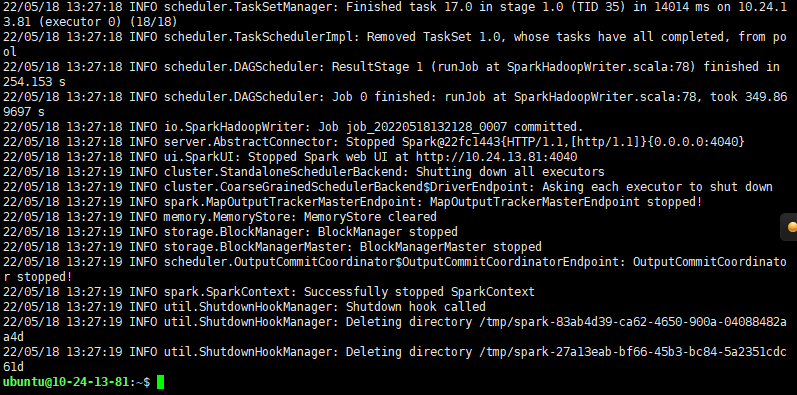 22/05/18 13:27:18 INFO scheduler.TaskSetManager: Finished task 17.0 in stage 1.0 (TID 35) in 14014 ms on 10.24.1
3.81 (executor 0) (18/18)
22/05/18 13:27:18 INFO scheduler.TaskSchedulerImpl: Removed TaskSet 1.0, whose tasks have all completed, from po
ol
22/05/18 13:27:18 INFO scheduler.DAGScheduler: ResultStage 1 (runJob at SparkHadoopWriter.scala:78) finished in
254.153 s
22/05/18 13:27:18 INFO scheduler.DAGScheduler: Job 0 finished: runJob at SparkHadoopWriter.scala:78, took 349.86
9697 s
22/05/18 13:27:18 INFO io.SparkHadoopWriter: Job job_20220518132128_0007 committed.
22/05/18 13:27:18 INFO server.AbstractConnector: Stopped Spark@22fc1443{HTTP/1.1,[http/1.1]}{0.0.0.0:4040}
22/05/18 13:27:18 INFO ui.SparkUI: Stopped Spark web UI at http://10.24.13.81:4040
22/05/18 13:27:19 INFO cluster.StandaloneSchedulerBackend: Shutting down all executors
22/05/18 13:27:19 INFO cluster.CoarseGrainedSchedulerBackend$DriverEndpoint: Asking each executor to shut down
22/05/18 13:27:19 INFO spark.MapOutputTrackerMasterEndpoint: MapOutputTrackerMasterEndpoint stopped!
22/05/18 13:27:19 INFO memory.MemoryStore: MemoryStore cleared
22/05/18 13:27:19 INFO storage.BlockManager: BlockManager stopped
22/05/18 13:27:19 INFO storage.BlockManagerMaster: BlockManagerMaster stopped
22/05/18 13:27:19 INFO scheduler.OutputCommitCoordinator$OutputCommitCoordinatorEndpoint: OutputCommitCoordinato
r stopped!
22/05/18 13:27:19 INFO spark.SparkContext: Successfully stopped SparkContext
22/05/18 13:27:19 INFO util.ShutdownHookManager: Shutdown hook called
22/05/18 13:27:19 INFO util.ShutdownHookManager: Deleting directory /tmp/spark-83ab4d39-ca62-4650-900a-04088482a
a4d
22/05/18 13:27:19 INFO util.ShutdownHookManager: Deleting directory /tmp/spark-27a13eab-bf66-45b3-bc84-5a2351cdc
61d
ubuntu@10-24-13-81:~$